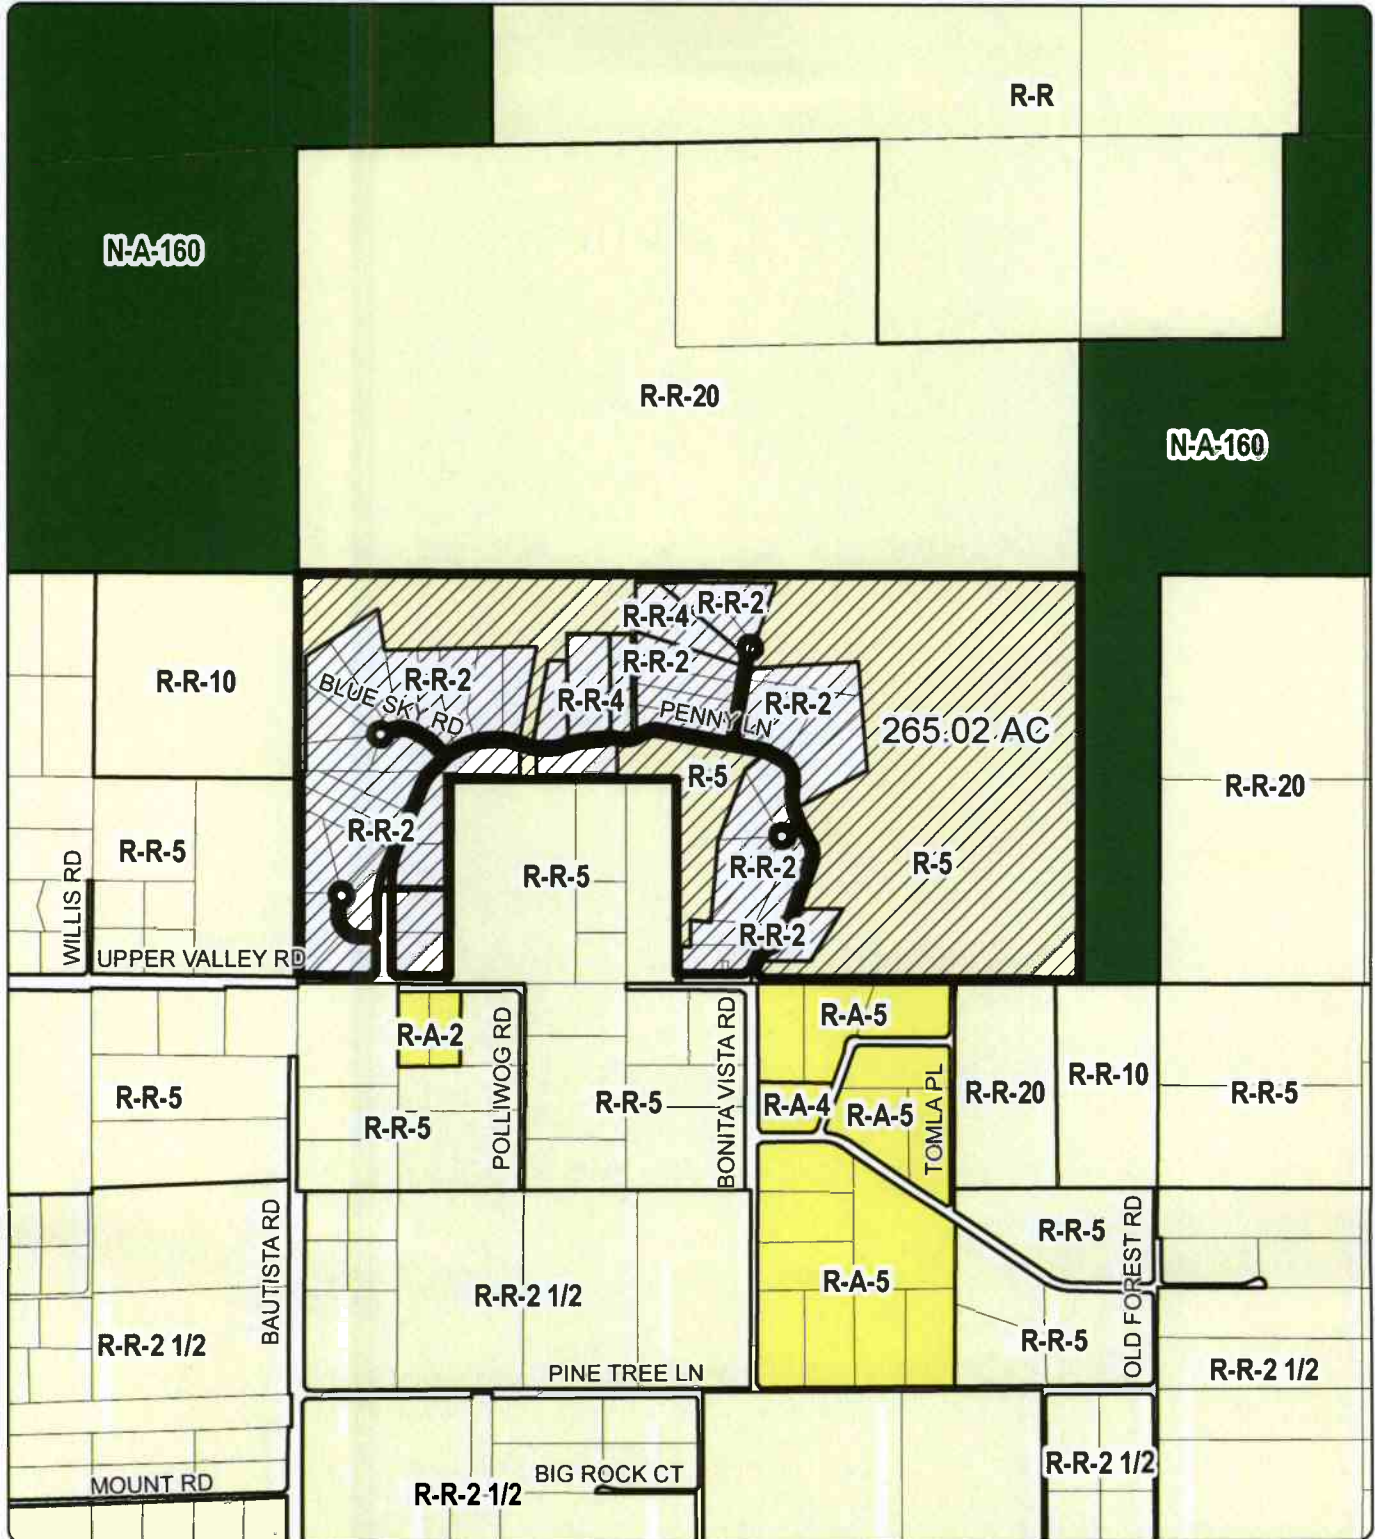 R-R
N-A-160
R-R-20
N-A-160
R-R-4
R-R-2
R-R-2
R-R-10
R-R-2
BLUE SKY RD
R-R-4
PENNY LN
R-R-2
265.02 AC
R-5
R-R-20
R-R-2
R-R-5
WILLIS RD
R-R-5
R-R-2
R-5
R-R-2
UPPER VALLEY RD
R-A-5
R-A-2
POLLIWOG RD
BONITA VISTA RD
TOMLA PL
R-R-20
R-R-10
R-R-5
R-R-5
R-R-5
R-R-5
R-A-4
R-A-5
BAUTISTA RD
R-R-5
OLD FOREST RD
R-R-2 1/2
R-A-5
R-R-2 1/2
R-R-5
R-R-2 1/2
PINE TREE LN
R-R-2 1/2
MOUNT RD
BIG ROCK CT
R-R-2 1/2